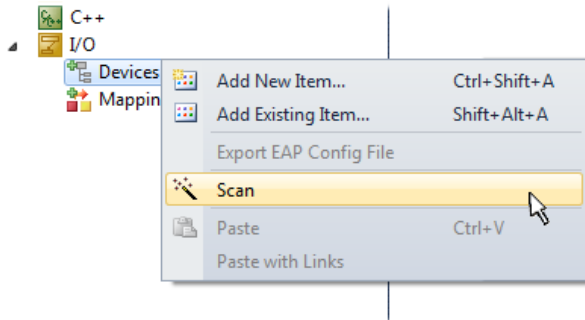 C++
I/O
Devices
Mappin
Add New Item... Ctrl+Shift+A
Add Existing Item... Shift+Alt+A
Export EAP Config File
Scan
Paste Ctrl+V
Paste with Links